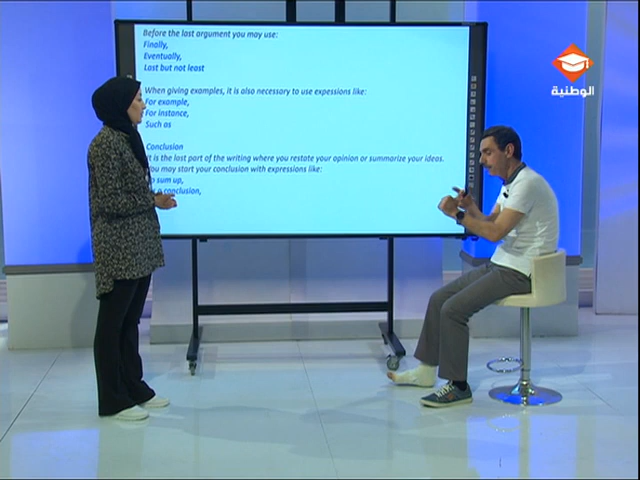 Before the last argument you may use:
Finally,
Eventually,
Last but not least
When giving examples, it is also necessary to use expessions like:
For example,
For instance,
Such as
Conclusion
It is the last part of the writing where you restate your opinion or summarize your ideas.
You may start your conclusion with expressions like:
To sum up,
conclusion,
الوطنية